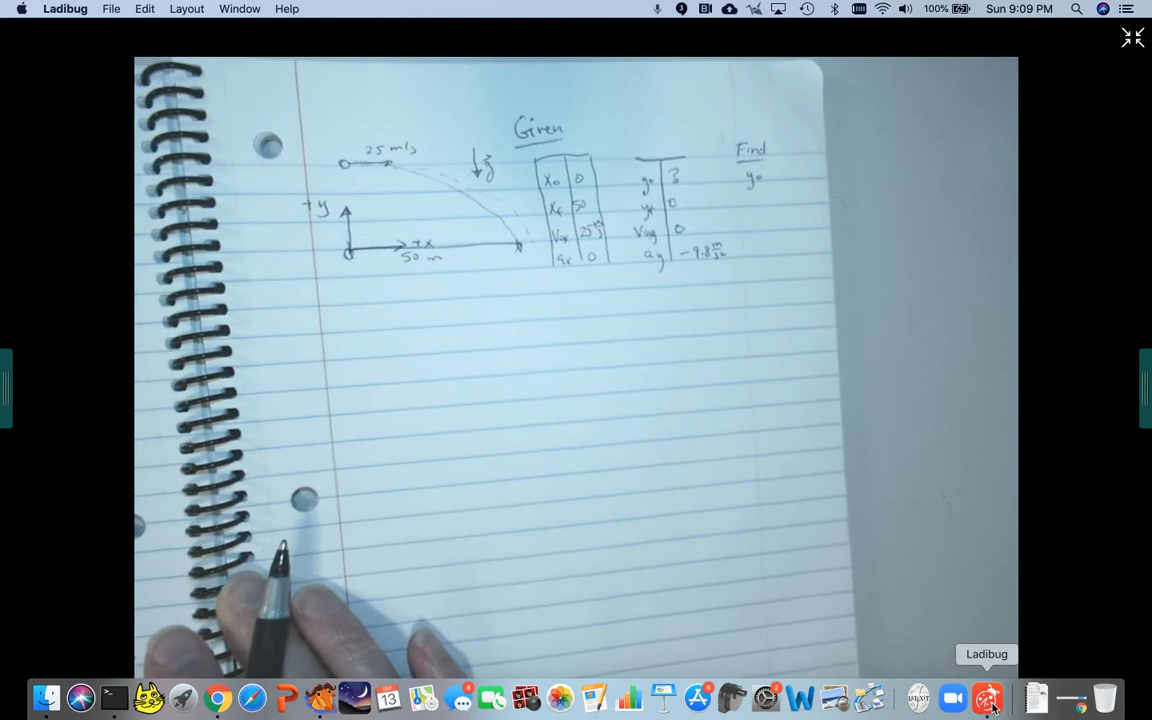 Ladibug File Edit Layout Window Help 100% Sun 9:09 PM
Given
25 m/s
g
Find
x₀ 0
y₀ ?
y₀
+y
xf 50
yf 0
v₀x 25 m/s
v₀y 0
+x
50 m
ax 0
ay -9.8 m/s²
Ladibug